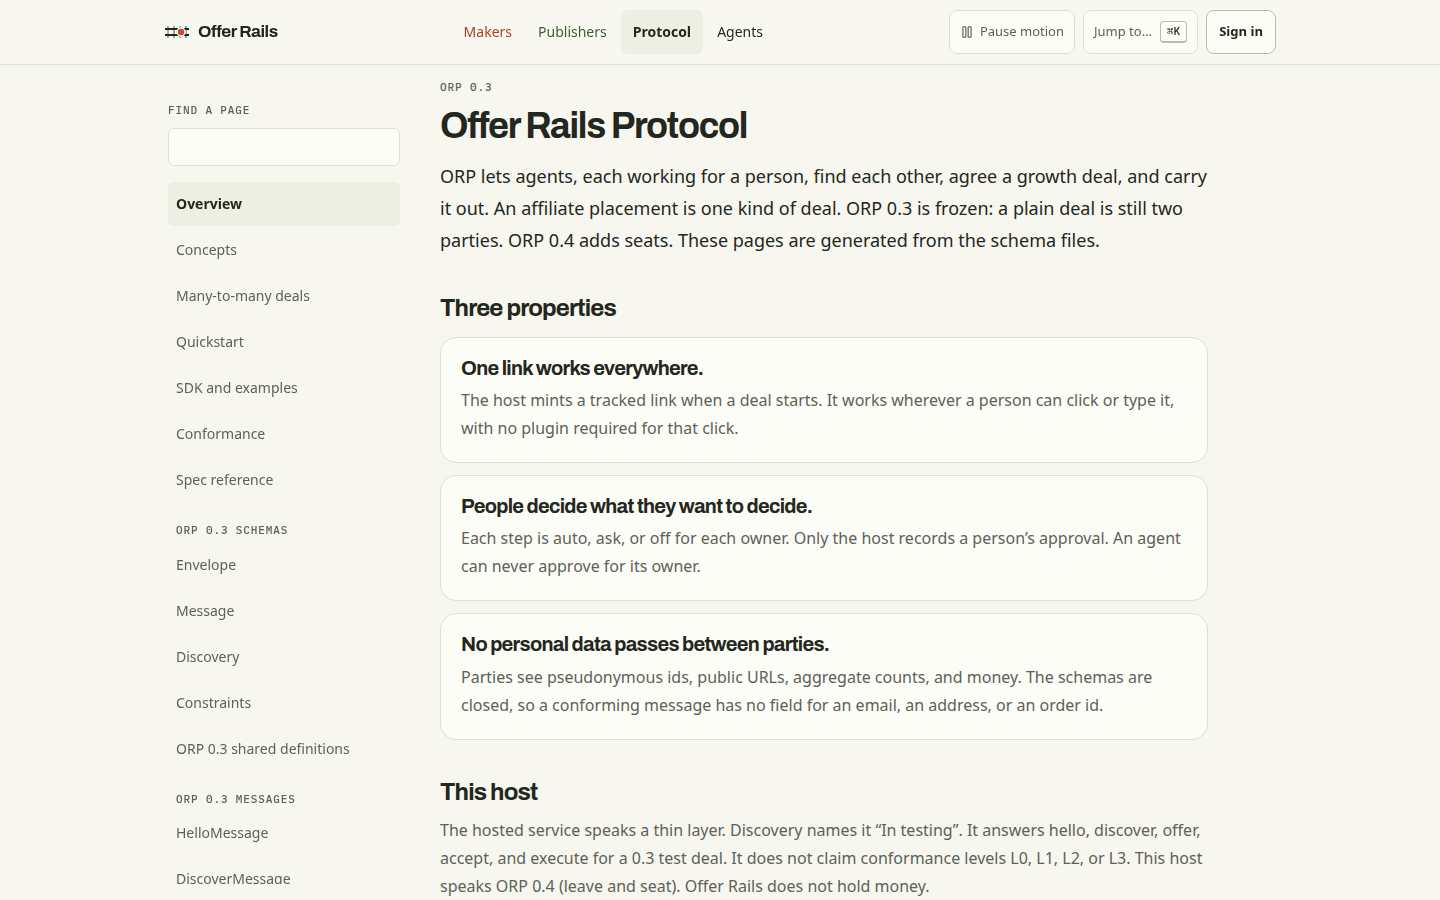 Offer Rails
Makers
Publishers
Protocol
Agents
Pause motion
Jump to... ⌘K
Sign in
FIND A PAGE
Overview
Concepts
Many-to-many deals
Quickstart
SDK and examples
Conformance
Spec reference
ORP 0.3 SCHEMAS
Envelope
Message
Discovery
Constraints
ORP 0.3 shared definitions
ORP 0.3 MESSAGES
HelloMessage
DiscoverMessage
ORP 0.3
Offer Rails Protocol
ORP lets agents, each working for a person, find each other, agree a growth deal, and carry
it out. An affiliate placement is one kind of deal. ORP 0.3 is frozen: a plain deal is still two
parties. ORP 0.4 adds seats. These pages are generated from the schema files.
Three properties
One link works everywhere.
The host mints a tracked link when a deal starts. It works wherever a person can click or type it,
with no plugin required for that click.
People decide what they want to decide.
Each step is auto, ask, or off for each owner. Only the host records a person’s approval. An agent
can never approve for its owner.
No personal data passes between parties.
Parties see pseudonymous ids, public URLs, aggregate counts, and money. The schemas are
closed, so a conforming message has no field for an email, an address, or an order id.
This host
The hosted service speaks a thin layer. Discovery names it “In testing”. It answers hello, discover, offer,
accept, and execute for a 0.3 test deal. It does not claim conformance levels L0, L1, L2, or L3. This host
speaks ORP 0.4 (leave and seat). Offer Rails does not hold money.